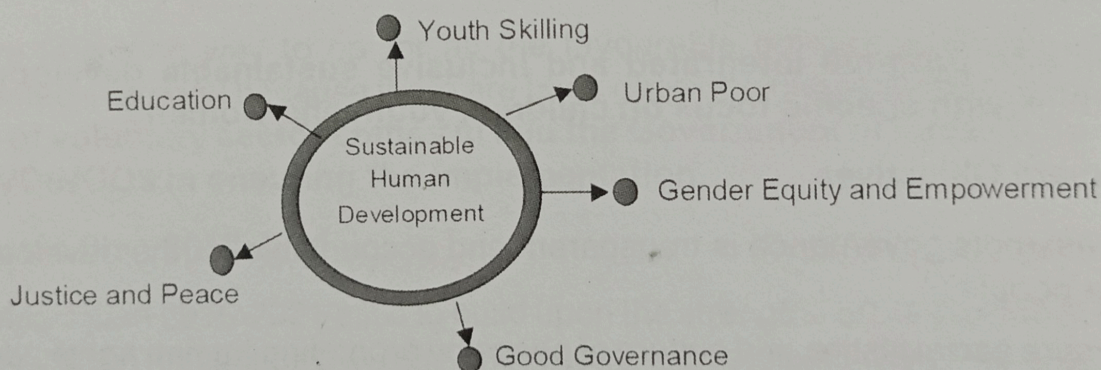 Youth Skilling
Education
Urban Poor
Sustainable
Human
Development
Gender Equity and Empowerment
Justice and Peace
Good Governance